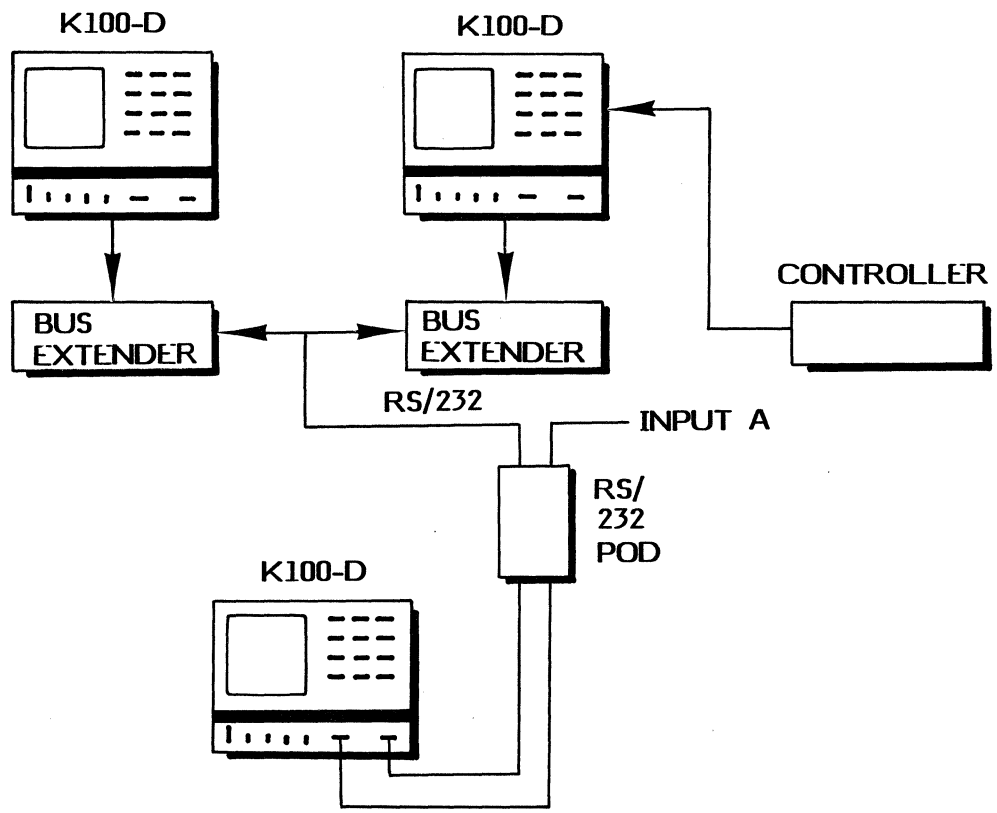 K100-D
K100-D
CONTROLLER
BUS
EXTENDER
BUS
EXTENDER
RS/232
INPUT A
RS/
232
POD
K100-D